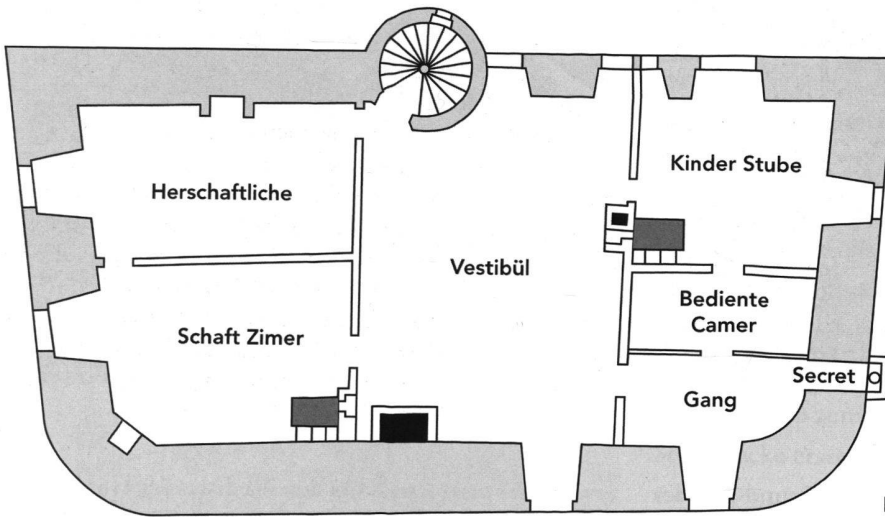 Herschaftliche
Kinder Stube
Vestibül
Bediente
Camer
Schaft Zimer
Secret
Gang